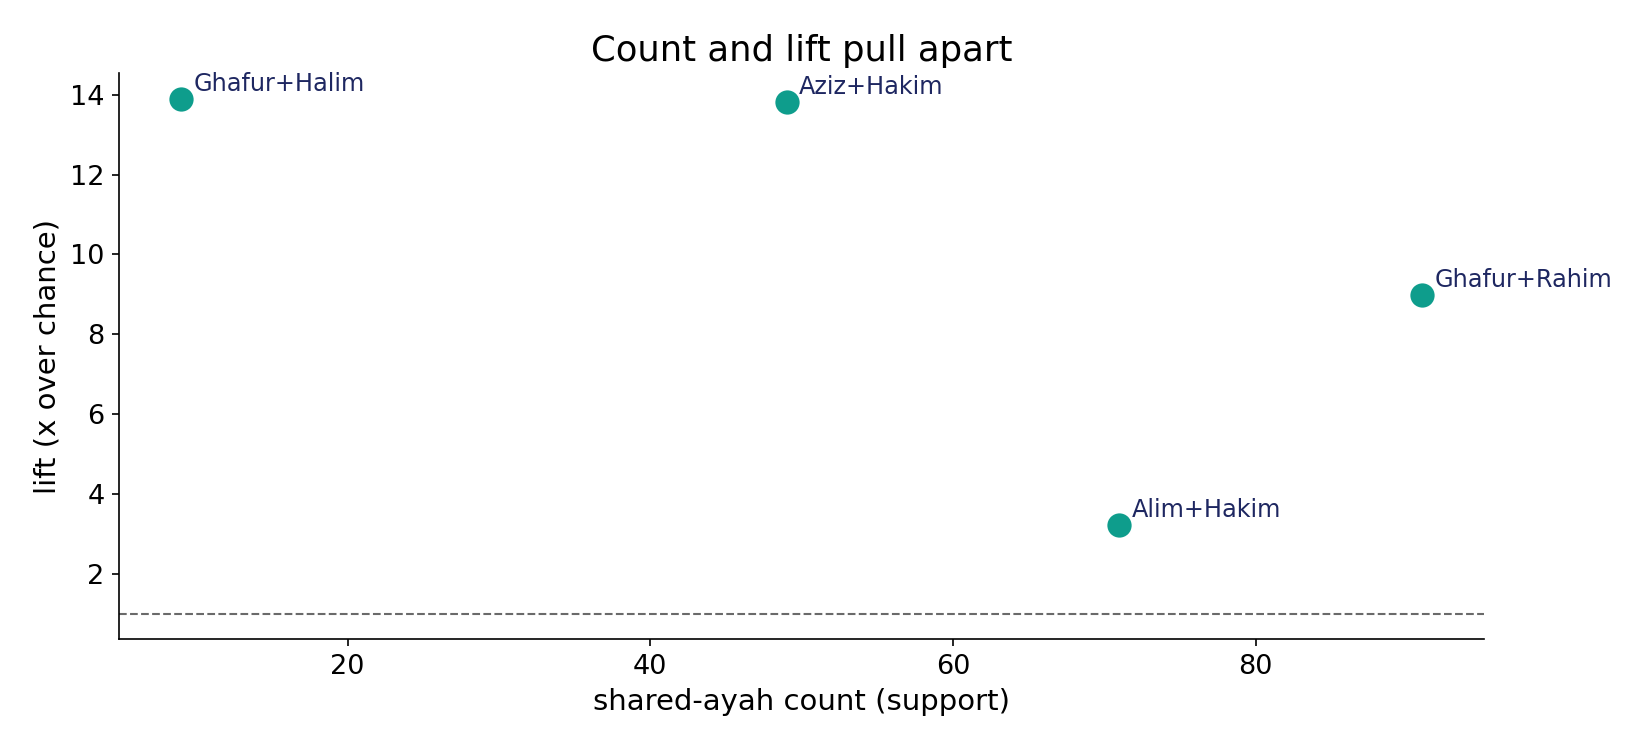 Count and lift pull apart
Ghafur+Halim
Aziz+Hakim
Ghafur+Rahim
Alim+Hakim
14
12
10
8
6
4
2
lift (x over chance)
20 40 60 80
shared-ayah count (support)